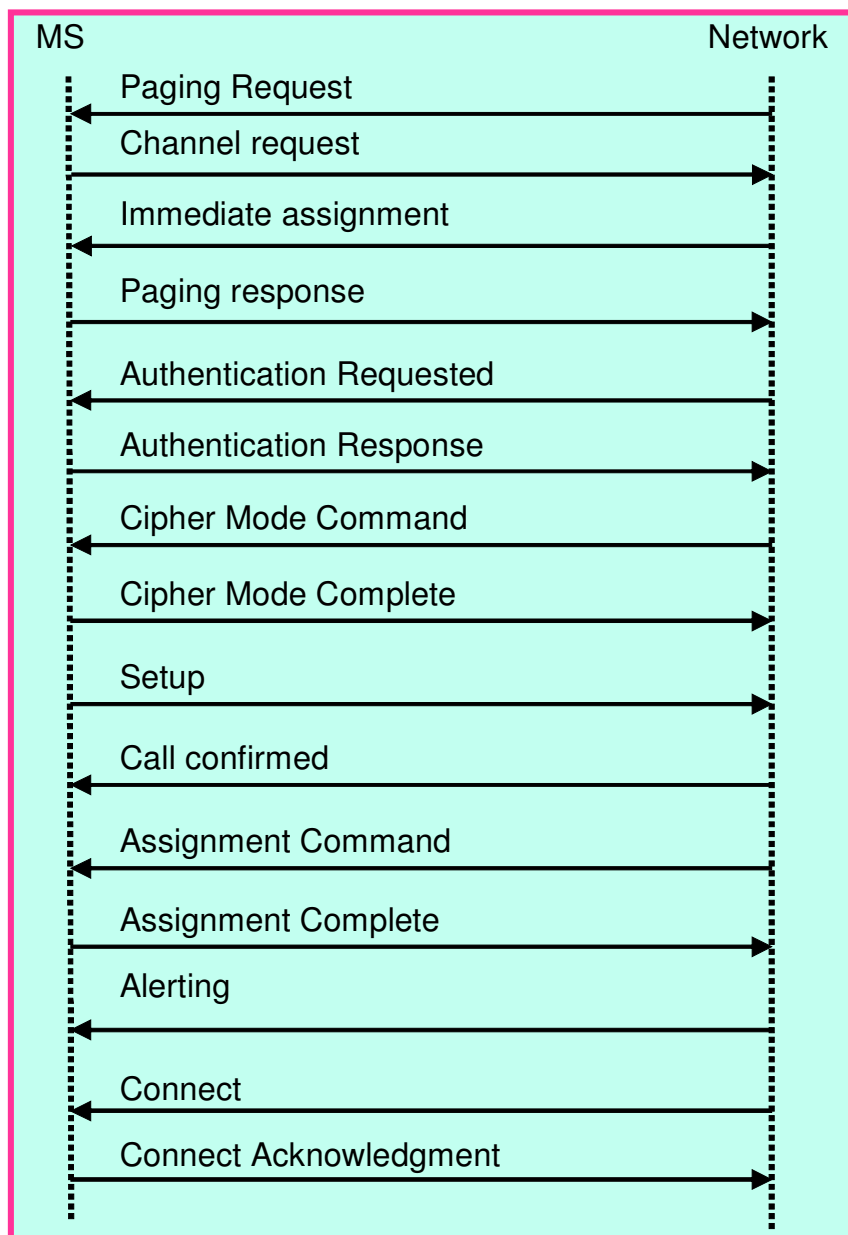 MS Network
Paging Request
Channel request
Immediate assignment
Paging response
Authentication Requested
Authentication Response
Cipher Mode Command
Cipher Mode Complete
Setup
Call confirmed
Assignment Command
Assignment Complete
Alerting
Connect
Connect Acknowledgment